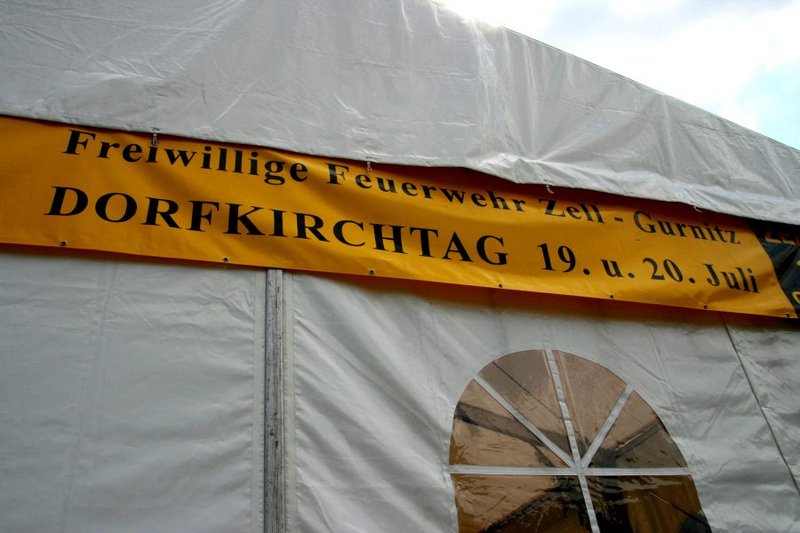 Freiwillige Feuerwehr Zell - Gurnitz
DORFKIRCHTAG 19. u. 20. Juli